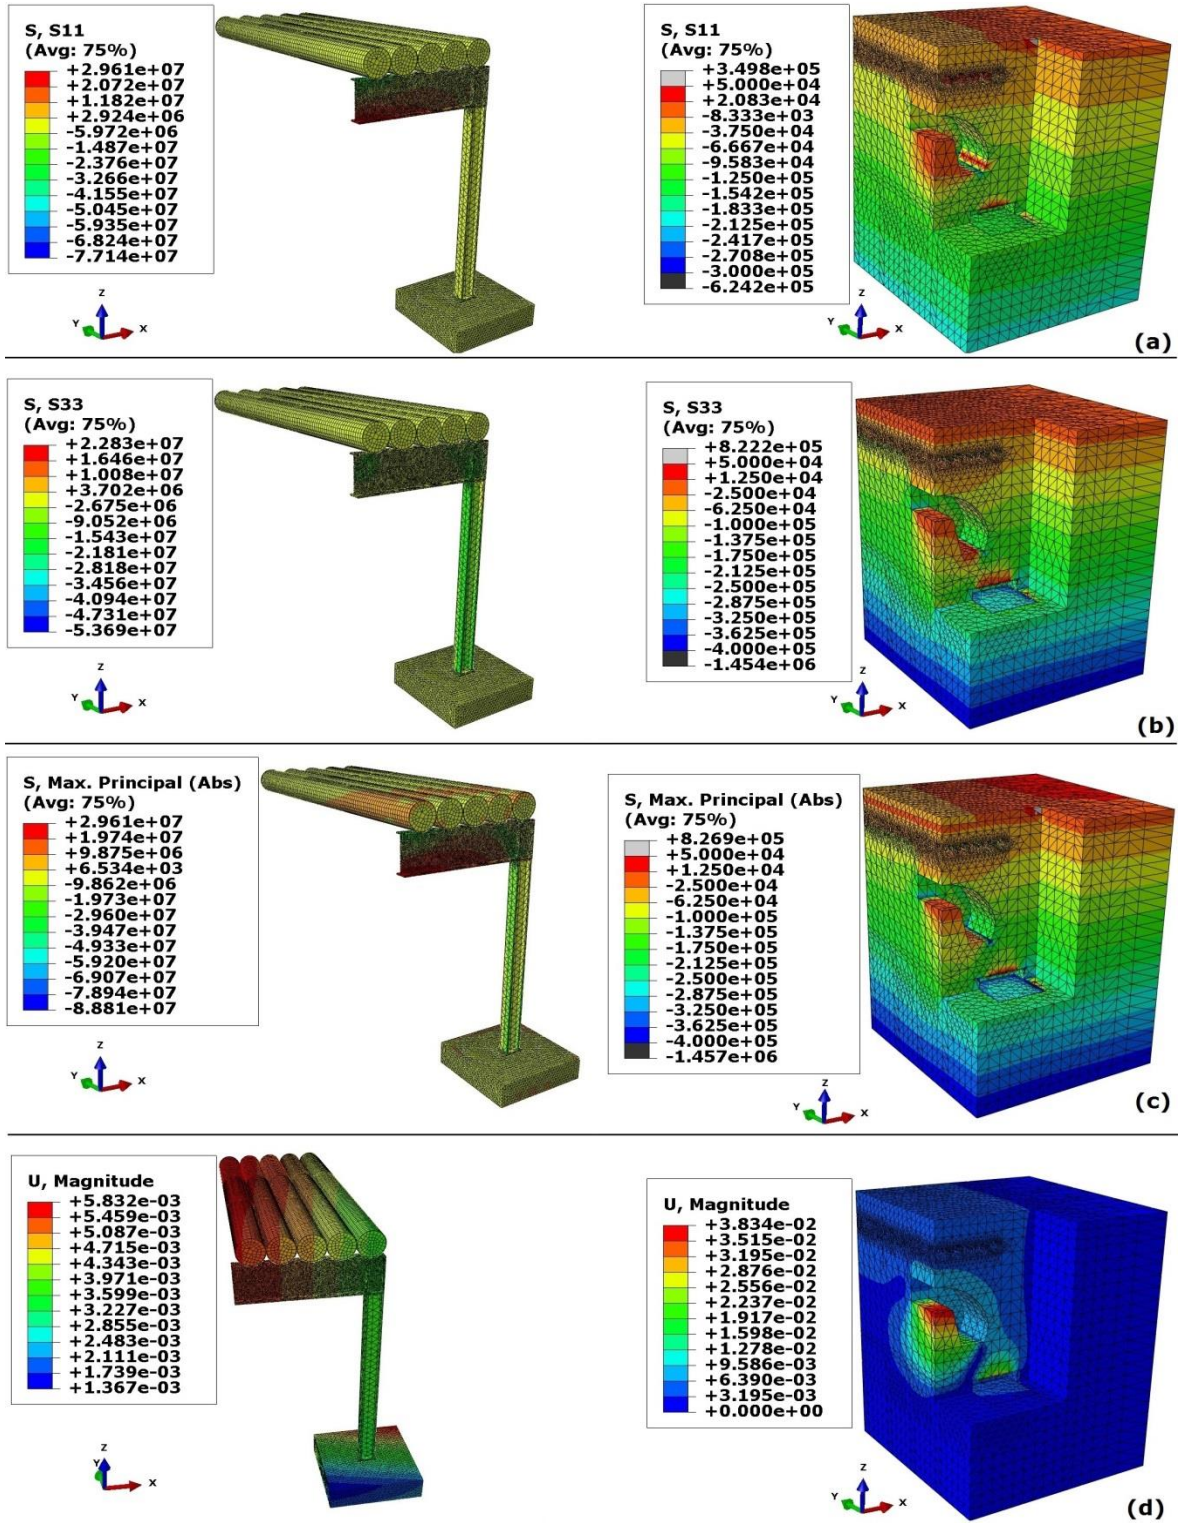 S, S11
(Avg: 75%)
+2.961e+07
+2.072e+07
+1.182e+07
+2.924e+06
-5.972e+06
-1.487e+07
-2.376e+07
-3.266e+07
-4.155e+07
-5.045e+07
-5.935e+07
-6.824e+07
-7.714e+07
Z
Y
X
S, S11
(Avg: 75%)
+3.498e+05
+5.000e+04
+2.083e+04
-8.333e+03
-3.750e+04
-6.667e+04
-9.583e+04
-1.250e+05
-1.542e+05
-1.833e+05
-2.125e+05
-2.417e+05
-2.708e+05
-3.000e+05
-6.242e+05
Z
Y
X
(a)
S, S33
(Avg: 75%)
+2.283e+07
+1.646e+07
+1.008e+07
+3.702e+06
-2.675e+06
-9.052e+06
-1.543e+07
-2.181e+07
-2.818e+07
-3.456e+07
-4.094e+07
-4.731e+07
-5.369e+07
Z
Y
X
S, S33
(Avg: 75%)
+8.222e+05
+5.000e+04
+1.250e+04
-2.500e+04
-6.250e+04
-1.000e+05
-1.375e+05
-1.750e+05
-2.125e+05
-2.500e+05
-2.875e+05
-3.250e+05
-3.625e+05
-4.000e+05
-1.454e+06
Z
Y
X
(b)
S, Max. Principal (Abs)
(Avg: 75%)
+2.961e+07
+1.974e+07
+9.875e+06
+6.534e+03
-9.862e+06
-1.973e+07
-2.960e+07
-3.947e+07
-4.933e+07
-5.920e+07
-6.907e+07
-7.894e+07
-8.881e+07
Z
Y
X
S, Max. Principal (Abs)
(Avg: 75%)
+8.269e+05
+5.000e+04
+1.250e+04
-2.500e+04
-6.250e+04
-1.000e+05
-1.375e+05
-1.750e+05
-2.125e+05
-2.500e+05
-2.875e+05
-3.250e+05
-3.625e+05
-4.000e+05
-1.457e+06
Z
Y
X
(c)
U, Magnitude
+5.832e-03
+5.459e-03
+5.087e-03
+4.715e-03
+4.343e-03
+3.971e-03
+3.599e-03
+3.227e-03
+2.855e-03
+2.483e-03
+2.111e-03
+1.739e-03
+1.367e-03
Z
Y
X
U, Magnitude
+3.834e-02
+3.515e-02
+3.195e-02
+2.876e-02
+2.556e-02
+2.237e-02
+1.917e-02
+1.598e-02
+1.278e-02
+9.586e-03
+6.390e-03
+3.195e-03
+0.000e+00
Z
Y
X
(d)